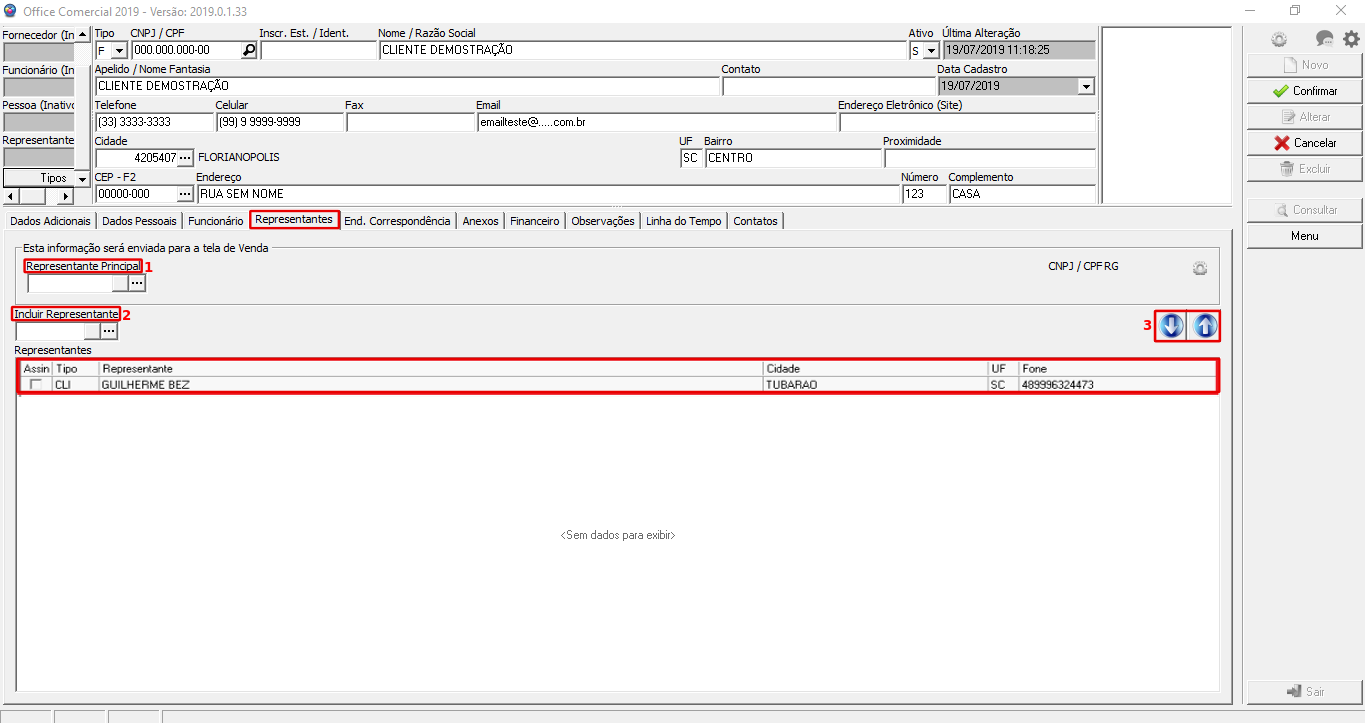 Office Comercial 2019 - Versão: 2019.0.1.33
Fornecedor (In
Funcionário (In
Pessoa (Inativo
Representante
Tipos
Tipo CNPJ / CPF Inscr. Est. / Ident. Nome / Razão Social Ativo Última Alteração
F 000.000.000-00 CLIENTE DEMOSTRAÇÃO S 19/07/2019 11:18:25
Apelido / Nome Fantasia Contato Data Cadastro
CLIENTE DEMOSTRAÇÃO 19/07/2019
Telefone Celular Fax Email Endereço Eletrônico (Site)
(33) 3333-3333 (99) 9 9999-9999 emailteste@.....com.br
Cidade UF Bairro Proximidade
4205407 FLORIANOPOLIS SC CENTRO
CEP - F2 Endereço Número Complemento
00000-000 RUA SEM NOME 123 CASA
Dados Adicionais Dados Pessoais Funcionário Representantes End. Correspondência Anexos Financeiro Observações Linha do Tempo Contatos
Esta informação será enviada para a tela de Venda
Representante Principal 1 CNPJ / CPF RG
Incluir Representante 2
3
Representantes
Assin Tipo Representante Cidade UF Fone
CLI GUILHERME BEZ TUBARAO SC 489996324473
<Sem dados para exibir>
Novo
Confirmar
Alterar
Cancelar
Excluir
Consultar
Menu
Sair